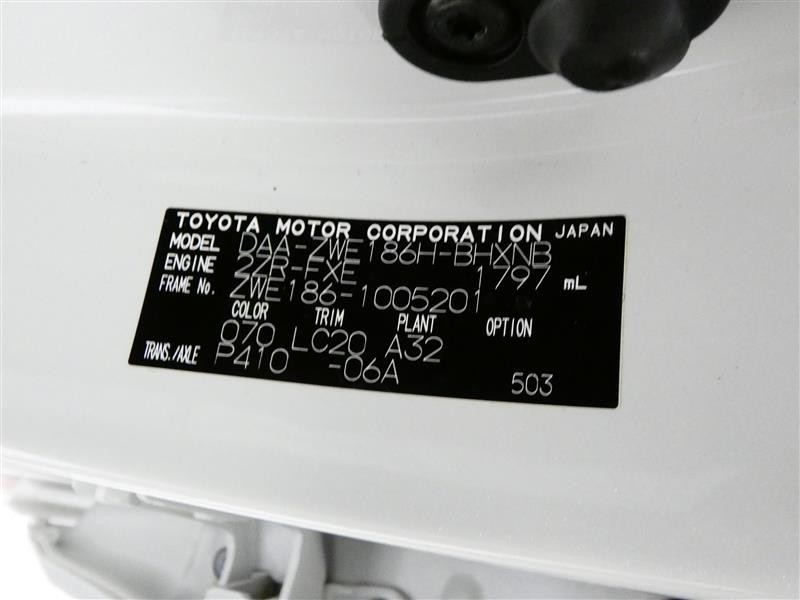 TOYOTA MOTOR CORPORATION JAPAN
MODEL DAA-ZWE186H-BHXNB
ENGINE 2ZR-FXE 1797 mL
FRAME No. ZWE186-1005201
COLOR TRIM PLANT OPTION
070 LC20 A32
TRANS./AXLE P410 -06A 503